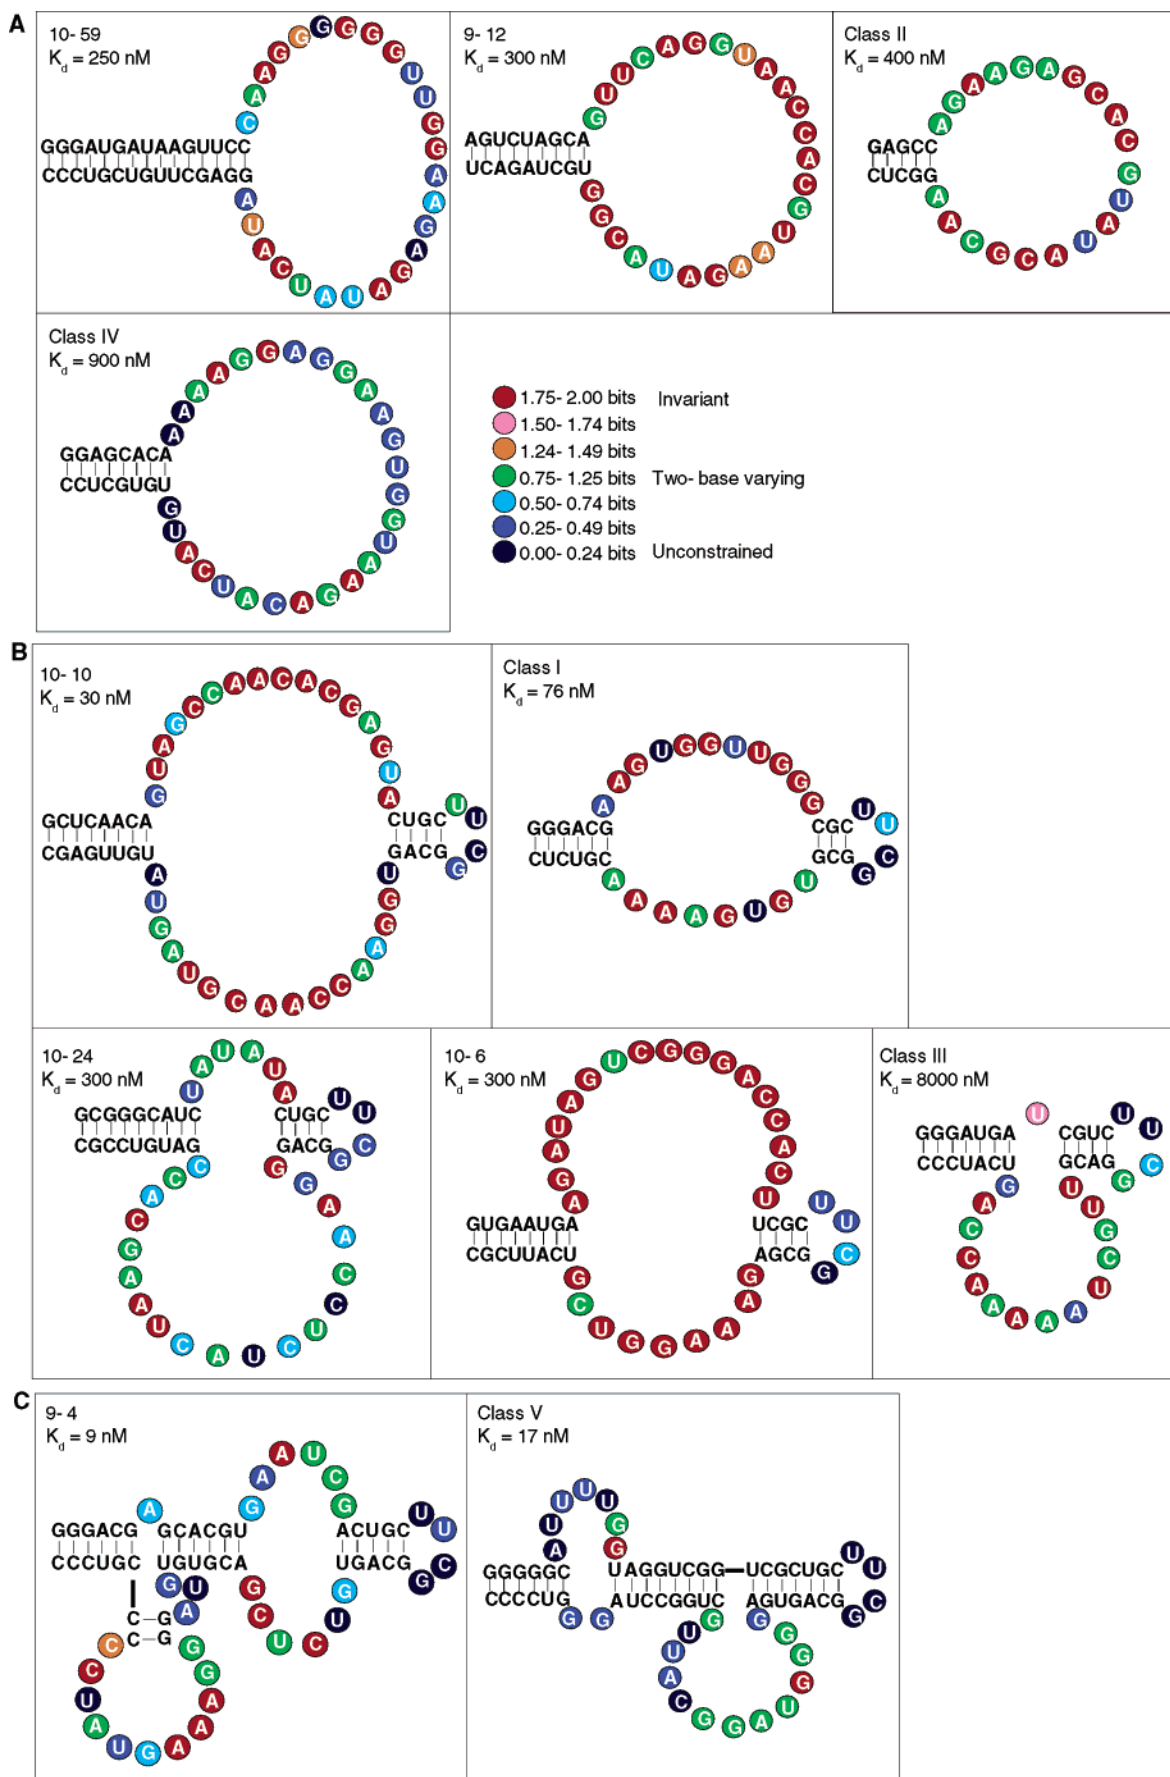 A
10- 59
Kd = 250 nM
C A A G G G G G G U U G G A A G A G A U A U C A U A
GGGAUGAUAAGUUCC
CCCUGCUGUUCGAGG
9- 12
Kd = 300 nM
G U U C A G G U A A C C A C G U A A G A U A C G G
AGUCUAGCA
UCAGAUCGU
Class II
Kd = 400 nM
A G A A G A G C A C G U A U A C G C A A
GAGCC
CUCGG
Class IV
Kd = 900 nM
A A A A G G A G G A A G U G G U A A G A C A U C A U G
GGAGCACA
CCUCGUGU
1.75- 2.00 bits Invariant
1.50- 1.74 bits
1.24- 1.49 bits
0.75- 1.25 bits Two- base varying
0.50- 0.74 bits
0.25- 0.49 bits
0.00- 0.24 bits Unconstrained
B
10- 10
Kd = 30 nM
G U A G C C A A C A C G A G U A
GCUCAACA
CGAGUUGU
CUGC
GACG
U U C G
U G G A A C C A A C G U A G U A
Class I
Kd = 76 nM
A A G U G G U U G G G
GGGACG
CUCUGC
CGC
GCG
U U C G
U G U G A A A A
10- 24
Kd = 300 nM
U A U A U A
GCGGGCAUC
CGCCUGUAG
CUGC
GACG
U U C G
G G A A C C U C U A C U A A G C A C C
10- 6
Kd = 300 nM
A G A U A G U C G G G A C C A C U
GUGAAUGA
CGCUUACU
UCGC
AGCG
U U C G
G A A A G G U C G
Class III
Kd = 8000 nM
U
GGGAUGA
CCCUACU
CGUC
GCAG
U U C G
U U G C U A A A A A C C A G
C
9- 4
Kd = 9 nM
A
G A A U C G
GGGACG
CCCUGC
GCACGU
UGUGCA
ACUGC
UGACG
U U C G
G U C U C G
G U A
C G
C
G G A A A G U A U C C
Class V
Kd = 17 nM
A U U U U G G
GGGGGC
CCCCUG
UAGGUCGG
AUCCGGUC
UCGCUGC
AGUGACG
U U C G
G G
G G G G U A G G C A U U G